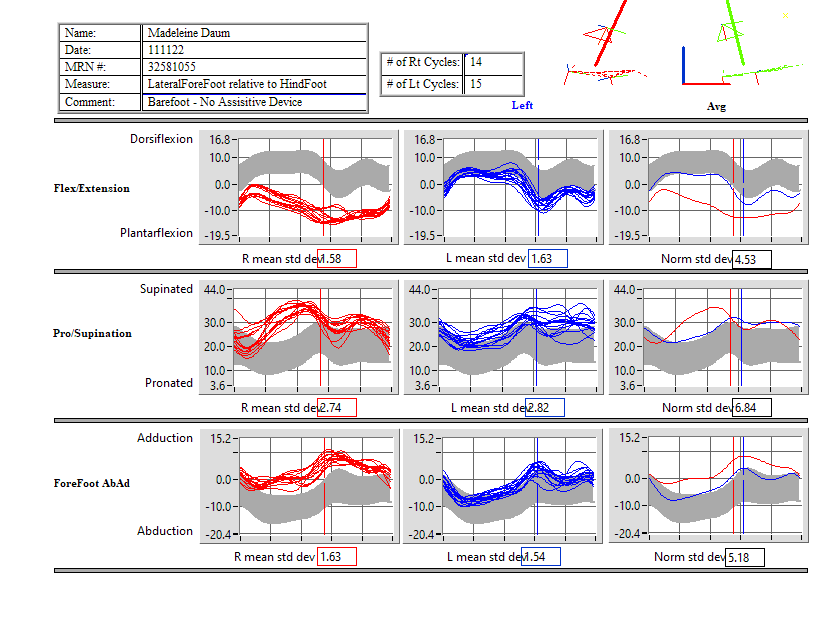 Name: Madeleine Daum
Date: 111122
MRN #: 32581055
Measure: LateralForeFoot relative to HindFoot
Comment: Barefoot - No Assisitive Device
# of Rt Cycles: 14
# of Lt Cycles: 15
Left
Avg
Dorsiflexion
Flex/Extension
Plantarflexion
16.8
10.0
0.0
-10.0
-19.5
16.8
10.0
0.0
-10.0
-19.5
16.8
10.0
0.0
-10.0
-19.5
R mean std dev 1.58
L mean std dev 1.63
Norm std dev 4.53
Supinated
Pro/Supination
Pronated
44.0
30.0
20.0
10.0
3.6
44.0
30.0
20.0
10.0
3.6
44.0
30.0
20.0
10.0
3.6
R mean std dev 2.74
L mean std dev 2.82
Norm std dev 6.84
Adduction
ForeFoot AbAd
Abduction
15.2
0.0
-10.0
-20.4
15.2
0.0
-10.0
-20.4
15.2
0.0
-10.0
-20.4
R mean std dev 1.63
L mean std dev 1.54
Norm std dev 5.18